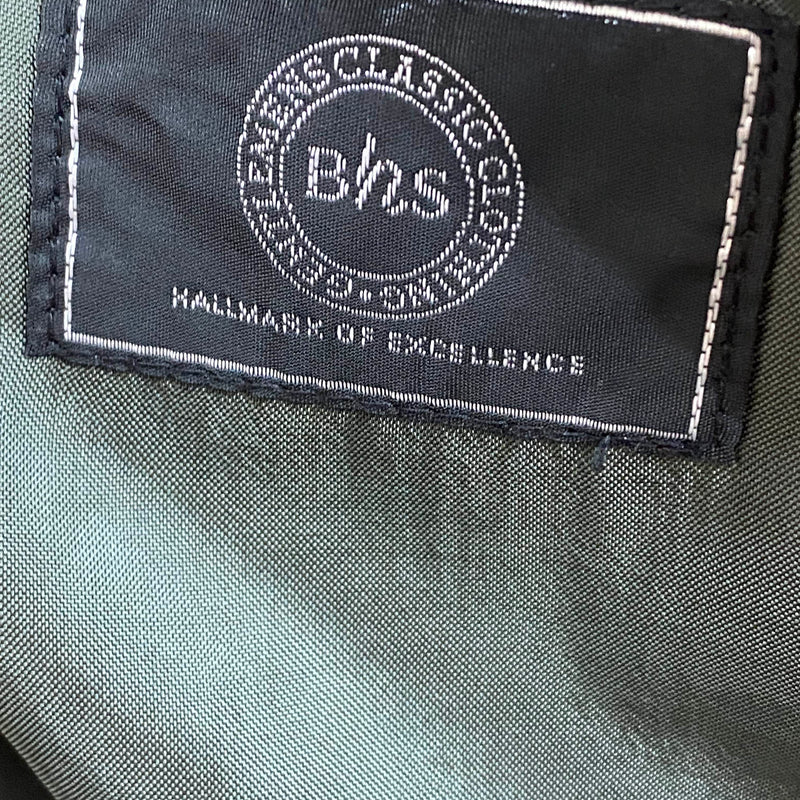 GENTLEMENS CLASSIC CLOTHING
BhS
HALLMARK OF EXCELLENCE